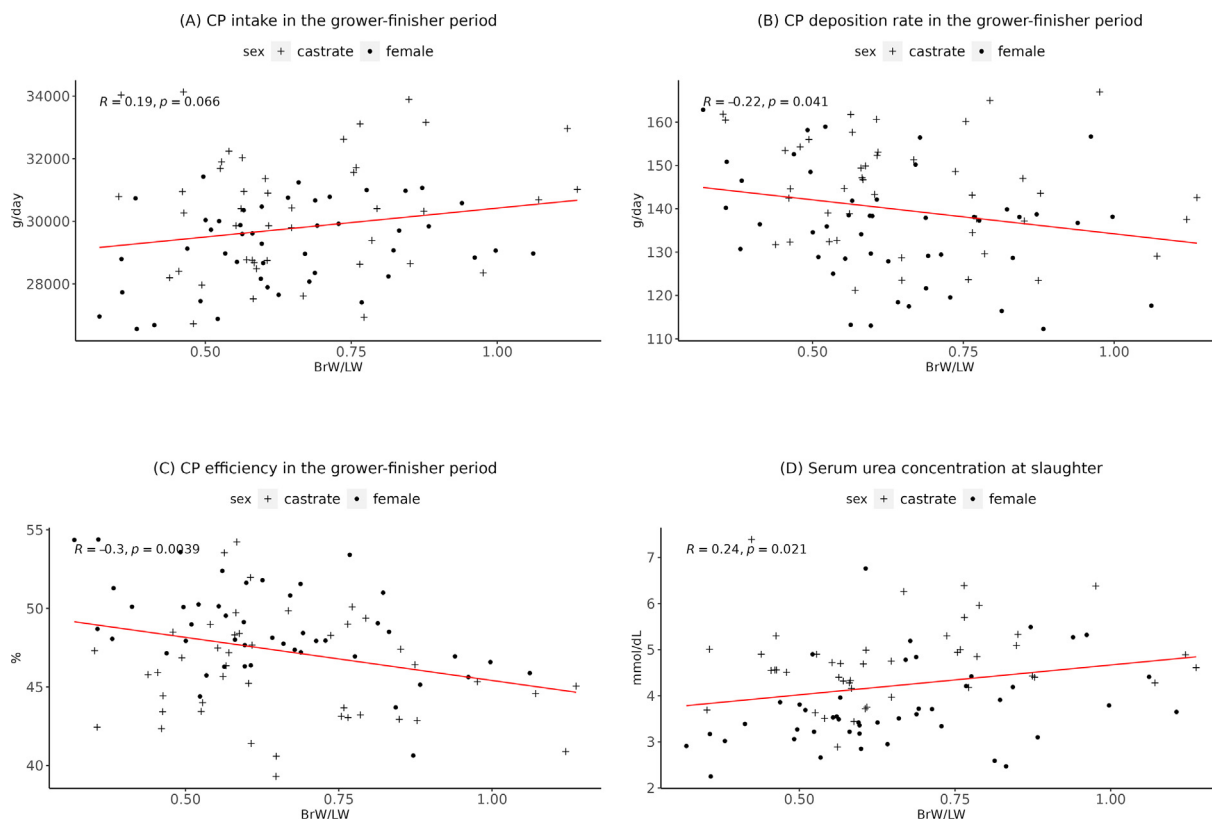 (A) CP intake in the grower-finisher period
sex castrate female
R = 0.19, p = 0.066
34000
32000
30000
28000
g/day
0.50 0.75 1.00
BrW/LW
(B) CP deposition rate in the grower-finisher period
sex castrate female
R = -0.22, p = 0.041
160
150
140
130
120
110
g/day
0.50 0.75 1.00
BrW/LW
(C) CP efficiency in the grower-finisher period
sex castrate female
R = -0.3, p = 0.0039
55
50
45
40
%
0.50 0.75 1.00
BrW/LW
(D) Serum urea concentration at slaughter
sex castrate female
R = 0.24, p = 0.021
7
6
5
4
3
2
mmol/dL
0.50 0.75 1.00
BrW/LW